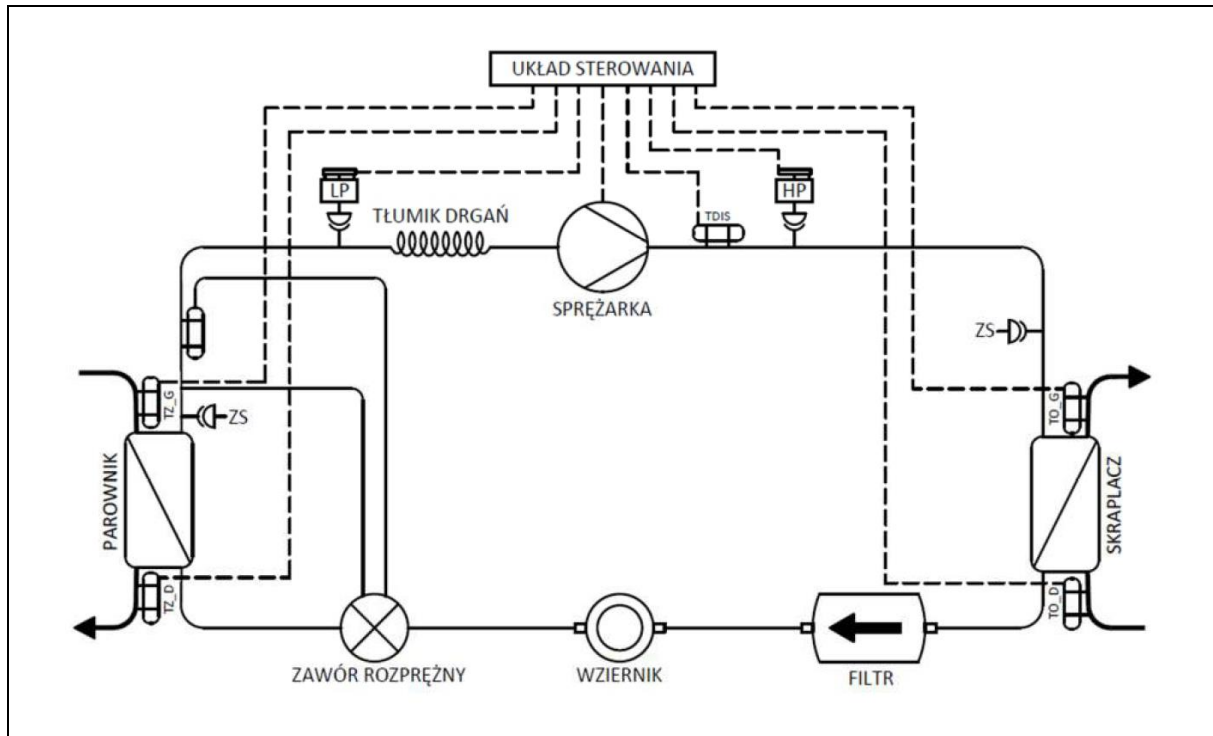 UKŁAD STEROWANIA
LP
HP
TŁUMIK DRGAŃ
TDIS
SPRĘŻARKA
ZS
TZ_G
ZS
TO_G
PAROWNIK
SKRAPLACZ
TZ_D
TO_D
ZAWÓR ROZPRĘŻNY
WZIERNIK
FILTR